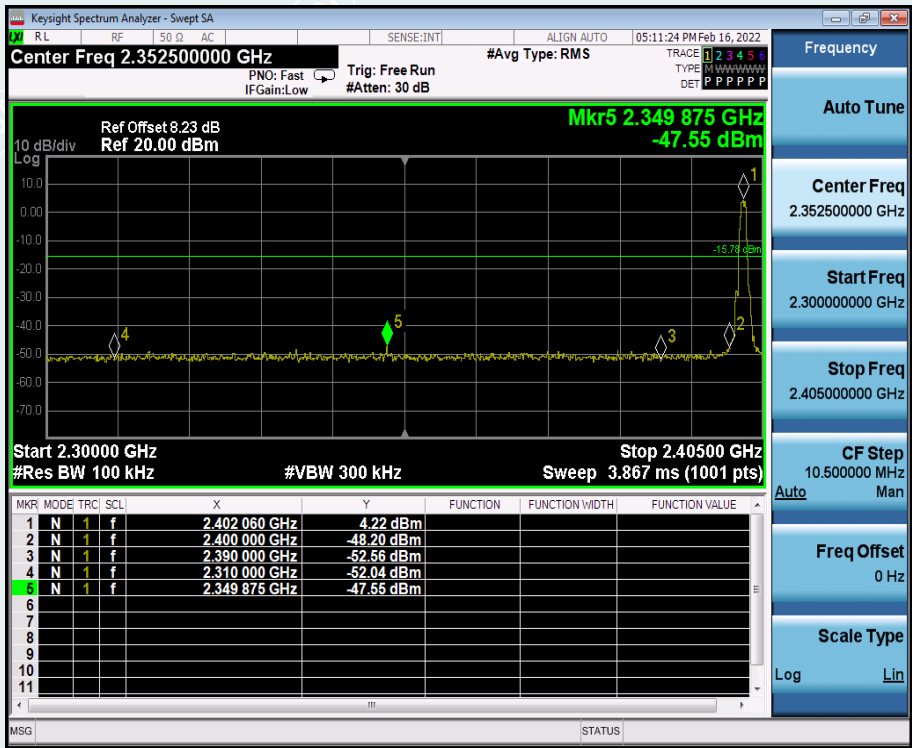 Keysight Spectrum Analyzer - Swept SA
LXI RL RF 50 Ω AC SENSE:INT ALIGN AUTO 05:11:24 PM Feb 16, 2022
Center Freq 2.352500000 GHz
PNO: Fast
IFGain:Low
Trig: Free Run
#Atten: 30 dB
#Avg Type: RMS
TRACE 1 2 3 4 5 6
TYPE M W W W W W
DET P P P P P P
Mkr5 2.349 875 GHz
-47.55 dBm
Ref Offset 8.23 dB
10 dB/div Ref 20.00 dBm
Log
10.0
0.00
-10.0
-20.0
-30.0
-40.0
-50.0
-60.0
-70.0
1
-15.78 dBm
2
3
4
5
Start 2.30000 GHz Stop 2.40500 GHz
#Res BW 100 kHz #VBW 300 kHz Sweep 3.867 ms (1001 pts)
MKR MODE TRC SCL X Y FUNCTION FUNCTION WIDTH FUNCTION VALUE
1 N 1 f 2.402 060 GHz 4.22 dBm
2 N 1 f 2.400 000 GHz -48.20 dBm
3 N 1 f 2.390 000 GHz -52.56 dBm
4 N 1 f 2.310 000 GHz -52.04 dBm
5 N 1 f 2.349 875 GHz -47.55 dBm
6
7
8
9
10
11
MSG STATUS
Frequency
Auto Tune
Center Freq
2.352500000 GHz
Start Freq
2.300000000 GHz
Stop Freq
2.405000000 GHz
CF Step
10.500000 MHz
Auto Man
Freq Offset
0 Hz
Scale Type
Log Lin